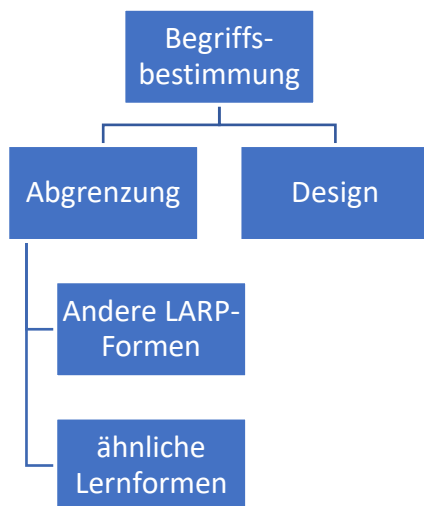 Begriffs-
bestimmung
Abgrenzung
Design
Andere LARP-
Formen
ähnliche
Lernformen